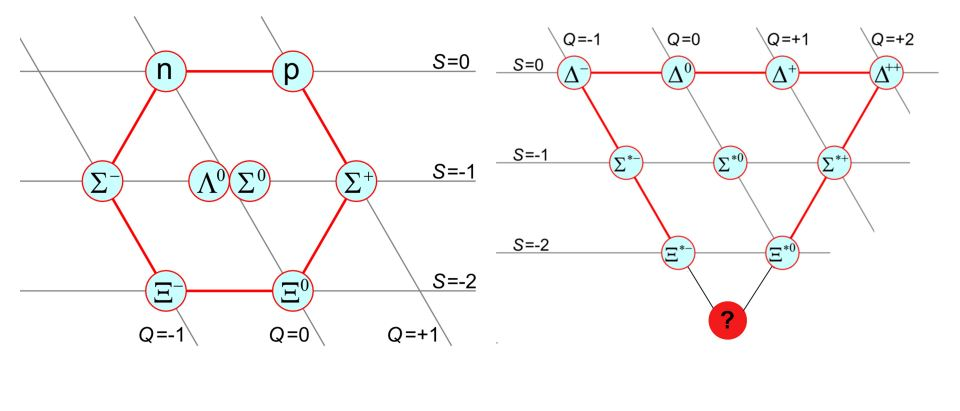 n p S=0
Σ⁻ Λ⁰ Σ⁰ Σ⁺ S=-1
Ξ⁻ Ξ⁰ S=-2
Q=-1 Q=0 Q=+1
Q=-1 Q=0 Q=+1 Q=+2
S=0 Δ⁻ Δ⁰ Δ⁺ Δ⁺⁺
S=-1 Σ*⁻ Σ*⁰ Σ*⁺
S=-2 Ξ*⁻ Ξ*⁰
?